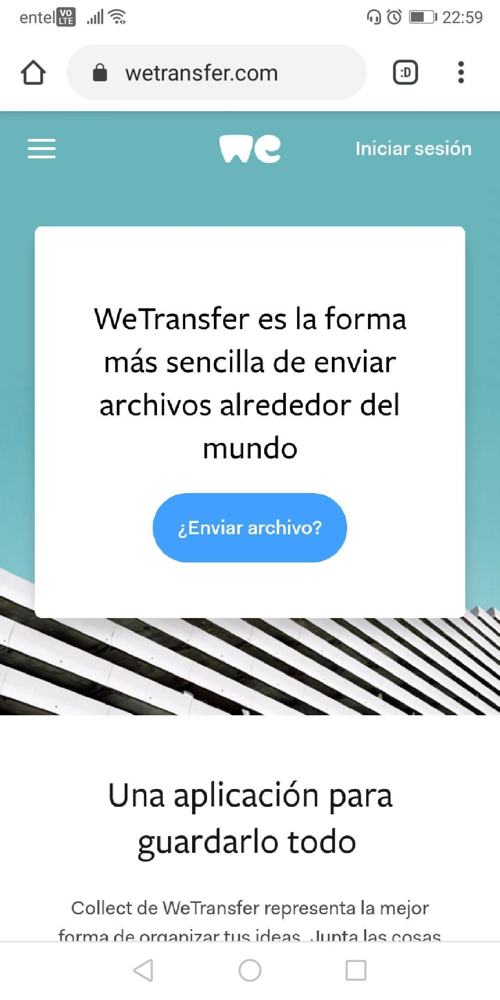 entel VO LTE 22:59
wetransfer.com :D
we Iniciar sesión
WeTransfer es la forma
más sencilla de enviar
archivos alrededor del
mundo
¿Enviar archivo?
Una aplicación para
guardarlo todo
Collect de WeTransfer representa la mejor
forma de organizar tus ideas. Junta las cosas